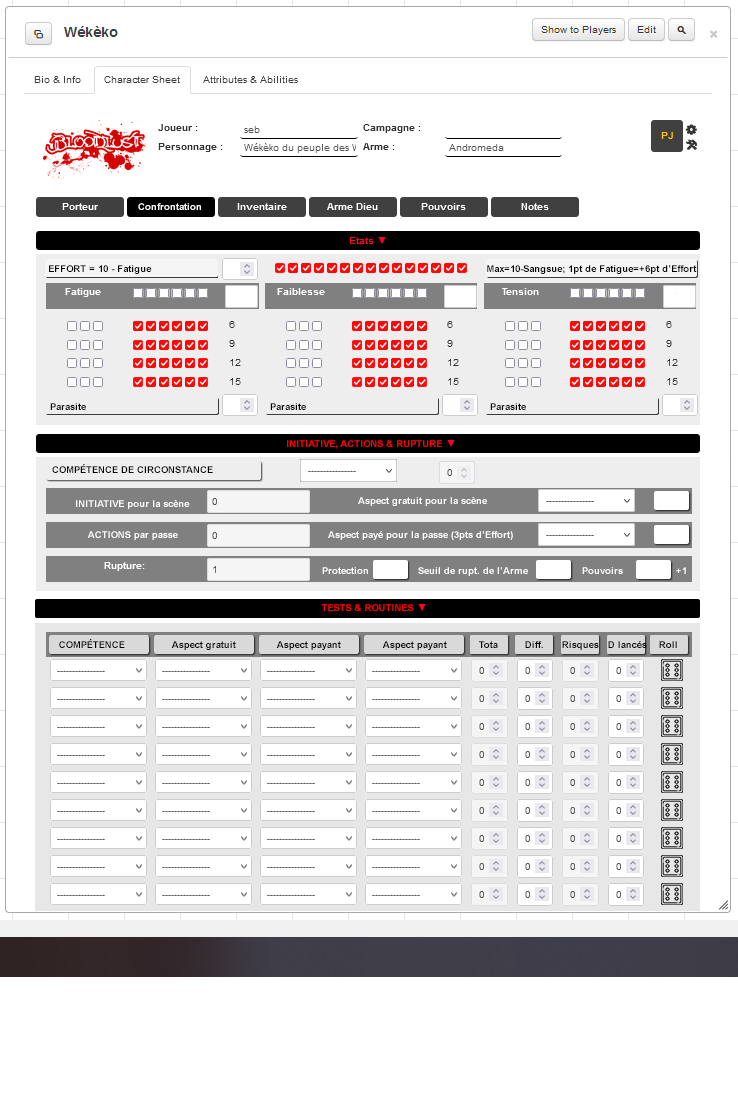 Wékèko
Show to Players Edit
Bio & Info Character Sheet Attributes & Abilities
BLOODLUST
Joueur : seb Campagne :
Personnage : Wékèko du peuple des Arme : Andromeda
PJ
Porteur Confrontation Inventaire Arme Dieu Pouvoirs Notes
Etats ▼
EFFORT = 10 - Fatigue Max=10-Sangsue; 1pt de Fatigue=+6pt d'Effort
Fatigue Faiblesse Tension
6 6 6
9 9 9
12 12 12
15 15 15
Parasite Parasite Parasite
INITIATIVE, ACTIONS & RUPTURE ▼
COMPÉTENCE DE CIRCONSTANCE ---------------- 0
INITIATIVE pour la scène 0 Aspect gratuit pour la scène ----------------
ACTIONS par passe 0 Aspect payé pour la passe (3pts d'Effort) ----------------
Rupture: 1 Protection Seuil de rupt. de l'Arme Pouvoirs +1
TESTS & ROUTINES ▼
COMPÉTENCE Aspect gratuit Aspect payant Aspect payant Tota Diff. Risques D lancés Roll
---------------- ---------------- ---------------- ---------------- 0 0 0 0
---------------- ---------------- ---------------- ---------------- 0 0 0 0
---------------- ---------------- ---------------- ---------------- 0 0 0 0
---------------- ---------------- ---------------- ---------------- 0 0 0 0
---------------- ---------------- ---------------- ---------------- 0 0 0 0
---------------- ---------------- ---------------- ---------------- 0 0 0 0
---------------- ---------------- ---------------- ---------------- 0 0 0 0
---------------- ---------------- ---------------- ---------------- 0 0 0 0
---------------- ---------------- ---------------- ---------------- 0 0 0 0